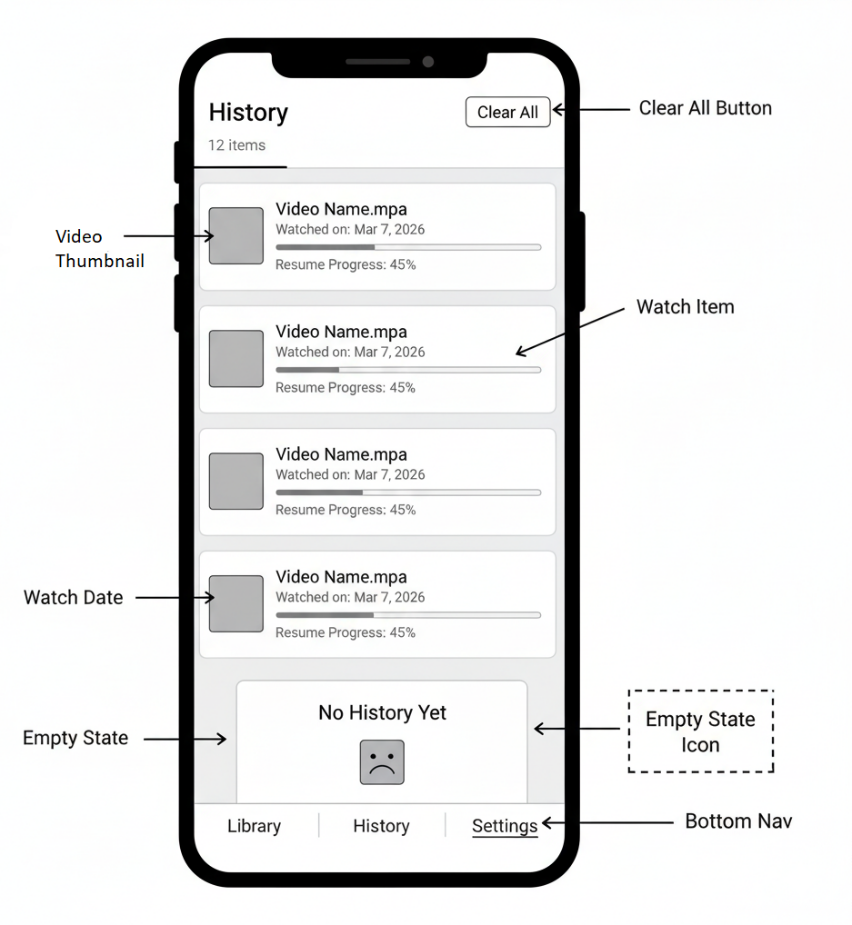 History
Clear All
Clear All Button
12 items
Video
Thumbnail
Video Name.mpa
Watched on: Mar 7, 2026
Resume Progress: 45%
Watch Item
Video Name.mpa
Watched on: Mar 7, 2026
Resume Progress: 45%
Video Name.mpa
Watched on: Mar 7, 2026
Resume Progress: 45%
Watch Date
Video Name.mpa
Watched on: Mar 7, 2026
Resume Progress: 45%
Empty State
No History Yet
Empty State
Icon
Library
History
Settings
Bottom Nav